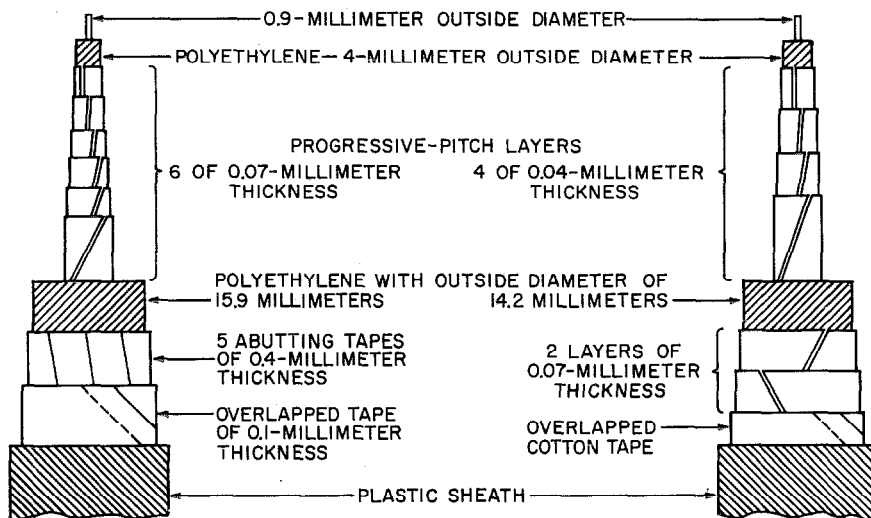 0.9-MILLIMETER OUTSIDE DIAMETER
POLYETHYLENE—4-MILLIMETER OUTSIDE DIAMETER
PROGRESSIVE-PITCH LAYERS
6 OF 0.07-MILLIMETER
THICKNESS
4 OF 0.04-MILLIMETER
THICKNESS
POLYETHYLENE WITH OUTSIDE DIAMETER OF
15.9 MILLIMETERS
14.2 MILLIMETERS
5 ABUTTING TAPES
OF 0.4-MILLIMETER
THICKNESS
2 LAYERS OF
0.07-MILLIMETER
THICKNESS
OVERLAPPED TAPE
OF 0.1-MILLIMETER
THICKNESS
OVERLAPPED
COTTON TAPE
PLASTIC SHEATH